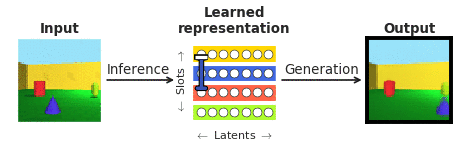 Input
Learned
representation
Output
Inference
← Slots →
Generation
← Latents →